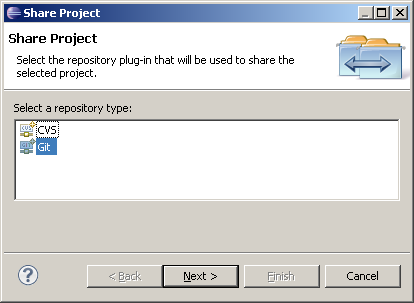 Share Project
Share Project
Select the repository plug-in that will be used to share the
selected project.
Select a repository type:
CVS
Git
?
< Back
Next >
Finish
Cancel